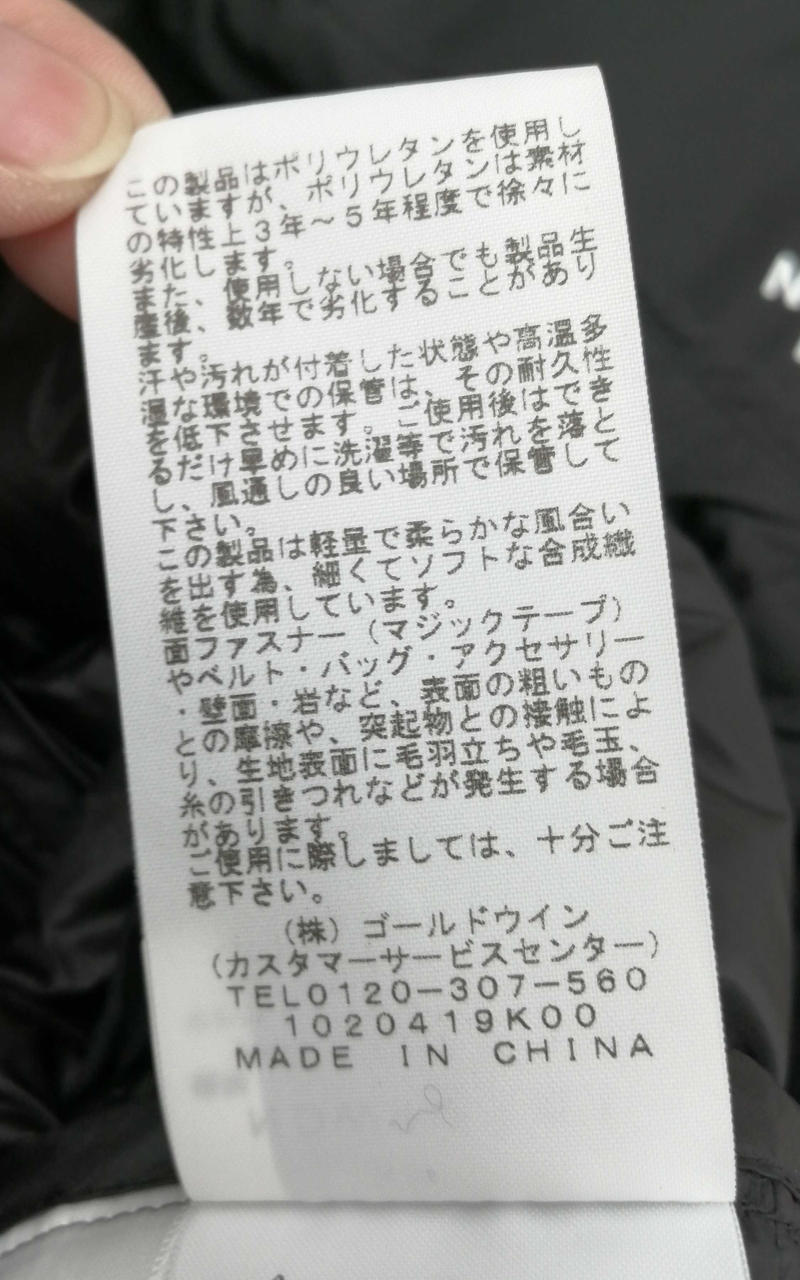 この製品はポリウレタンを使用し
ていますが、ポリウレタンは素材
の特性上3年～5年程度で徐々に
劣化します。
また、使用しない場合でも製品生
産後、数年で劣化することがあり
ます。
汗や汚れが付着した状態や高温多
湿な環境での保管は、その耐久性
を低下させます。ご使用後はでき
るだけ早めに洗濯等で汚れを落と
し、風通しの良い場所で保管して
下さい。
この製品は軽量で柔らかな風合い
を出す為、細くてソフトな合成繊
維を使用しています。
面ファスナー（マジックテープ）
やベルト・バッグ・アクセサリー
・壁面・岩など、表面の粗いもの
との摩擦や、突起物との接触によ
り、生地表面に毛羽立ちや毛玉、
糸の引きつれなどが発生する場合
があります。
ご使用に際しましては、十分ご注
意下さい。
（株）ゴールドウイン
（カスタマーサービスセンター）
TEL0120-307-560
1020419K00
MADE IN CHINA